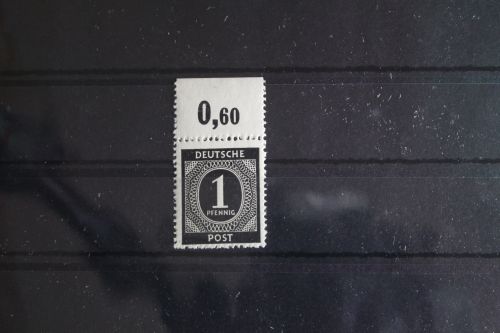 0,60
DEUTSCHE
1
PFENNIG
POST